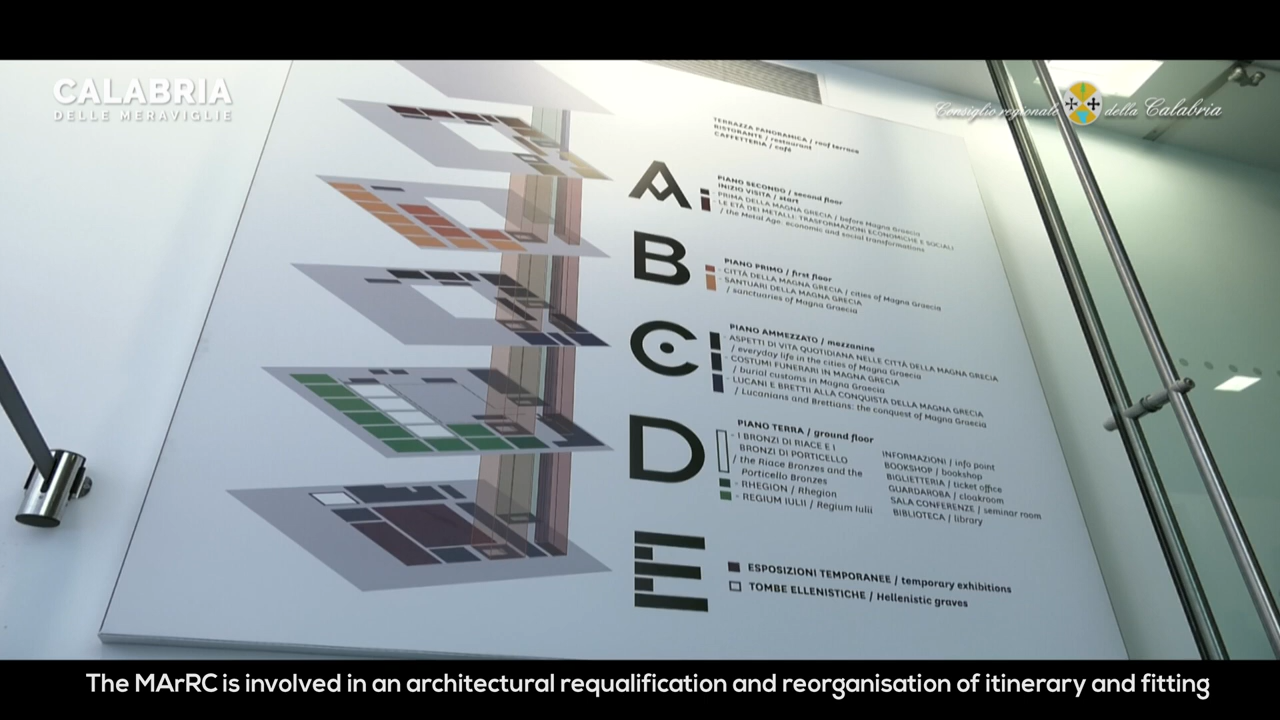 CALABRIA
DELLE MERAVIGLIE
Consiglio regionale della Calabria
TERRAZZA PANORAMICA / roof terrace
RISTORANTE / restaurant
CAFFETTERIA / café
A
PIANO SECONDO / second floor
INIZIO VISITA / start
PRIMA DELLA MAGNA GRECIA / before Magna Graecia
- LE ETÀ DEI METALLI: TRASFORMAZIONI ECONOMICHE E SOCIALI
/ the Metal Age: economic and social transformations
B
PIANO PRIMO / first floor
- CITTÀ DELLA MAGNA GRECIA / cities of Magna Graecia
- SANTUARI DELLA MAGNA GRECIA
/ sanctuaries of Magna Graecia
C
PIANO AMMEZZATO / mezzanine
- ASPETTI DI VITA QUOTIDIANA NELLE CITTÀ DELLA MAGNA GRECIA
/ everyday life in the cities of Magna Graecia
- COSTUMI FUNERARI IN MAGNA GRECIA
/ burial customs in Magna Graecia
- LUCANI E BRETTII ALLA CONQUISTA DELLA MAGNA GRECIA
/ Lucanians and Brettians: the conquest of Magna Graecia
D
PIANO TERRA / ground floor
- I BRONZI DI RIACE E I
BRONZI DI PORTICELLO
/ the Riace Bronzes and the
Porticello Bronzes
- RHEGION / Rhegion
- REGIUM IULII / Regium Iulii
INFORMAZIONI / info point
BOOKSHOP / bookshop
BIGLIETTERIA / ticket office
GUARDAROBA / cloakroom
SALA CONFERENZE / seminar room
BIBLIOTECA / library
E
ESPOSIZIONI TEMPORANEE / temporary exhibitions
TOMBE ELLENISTICHE / Hellenistic graves
The MArRC is involved in an architectural requalification and reorganisation of itinerary and fitting